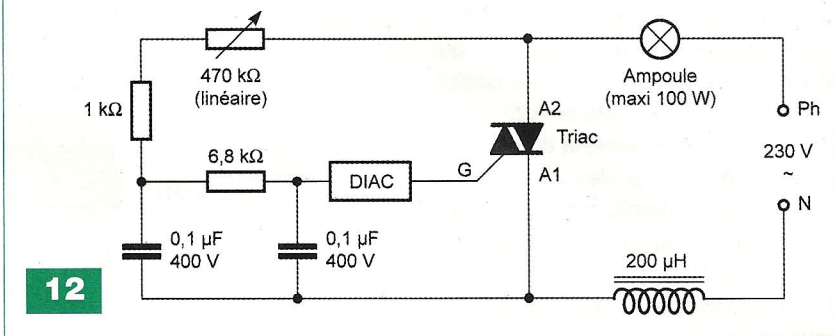 470 kΩ
(linéaire)
Ampoule
(maxi 100 W)
1 kΩ
A2
Ph
Triac
230 V
~
6,8 kΩ
DIAC
G
A1
N
0,1 µF
400 V
0,1 µF
400 V
200 µH
12